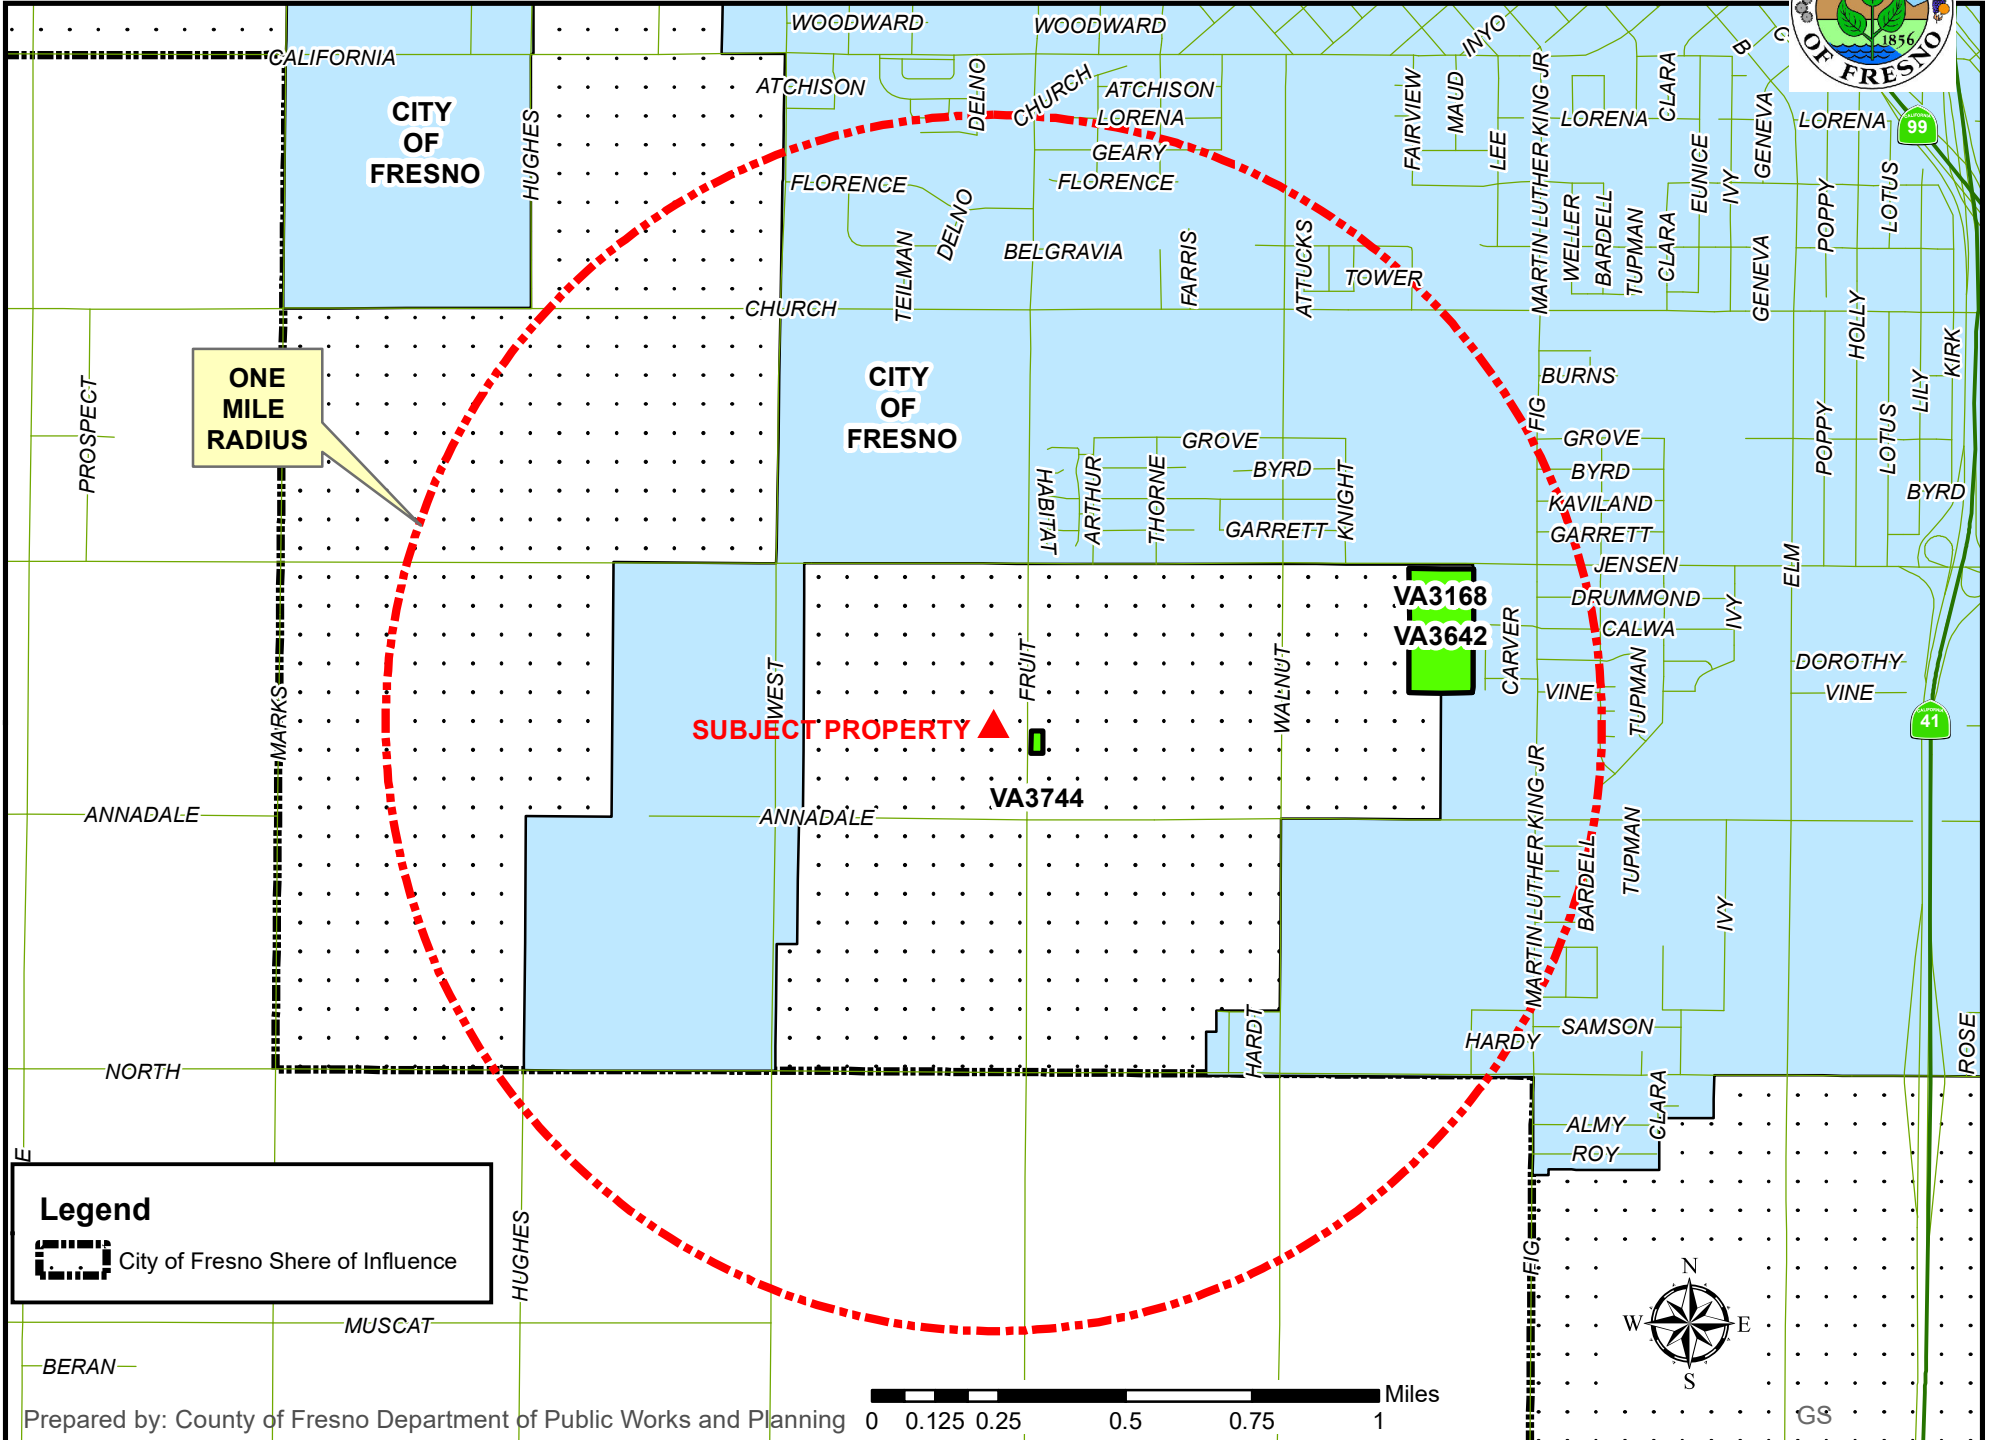 WOODWARD
WOODWARD
INYO
B
G
1856
OF FRESNO
CALIFORNIA
HUGHES
CITY
OF
FRESNO
ATCHISON
DELNO
CHURCH
ATCHISON
LORENA
GEARY
FLORENCE
FLORENCE
DELNO
TEILMAN
BELGRAVIA
FARRIS
ATTUCKS
TOWER
FAIRVIEW
MAUD
LEE
MARTIN LUTHER KING JR
LORENA
CLARA
EUNICE
GENEVA
IVY
WELLER
BARDELL
TUPMAN
CLARA
GENEVA
LORENA
CALIFORNIA
99
LOTUS
POPPY
CHURCH
HOLLY
KIRK
PROSPECT
ONE
MILE
RADIUS
CITY
OF
FRESNO
BURNS
FIG
LILY
POPPY
LOTUS
BYRD
GROVE
BYRD
GARRETT
HABITAT
ARTHUR
THORNE
KNIGHT
GROVE
BYRD
KAVILAND
GARRETT
JENSEN
ELM
VA3168
VA3642
DRUMMOND
CALWA
CARVER
IVY
VINE
TUPMAN
DOROTHY
VINE
CALIFORNIA
41
MARKS
WEST
FRUIT
WALNUT
SUBJECT PROPERTY
VA3744
ANNADALE
ANNADALE
MARTIN LUTHER KING JR
BARDELL
TUPMAN
IVY
HARDT
HARDY
SAMSON
ROSE
NORTH
CLARA
ALMY
ROY
E
Legend
City of Fresno Shere of Influence
HUGHES
FIG
N
W
E
S
MUSCAT
BERAN
Miles
0 0.125 0.25 0.5 0.75 1
Prepared by: County of Fresno Department of Public Works and Planning
GS